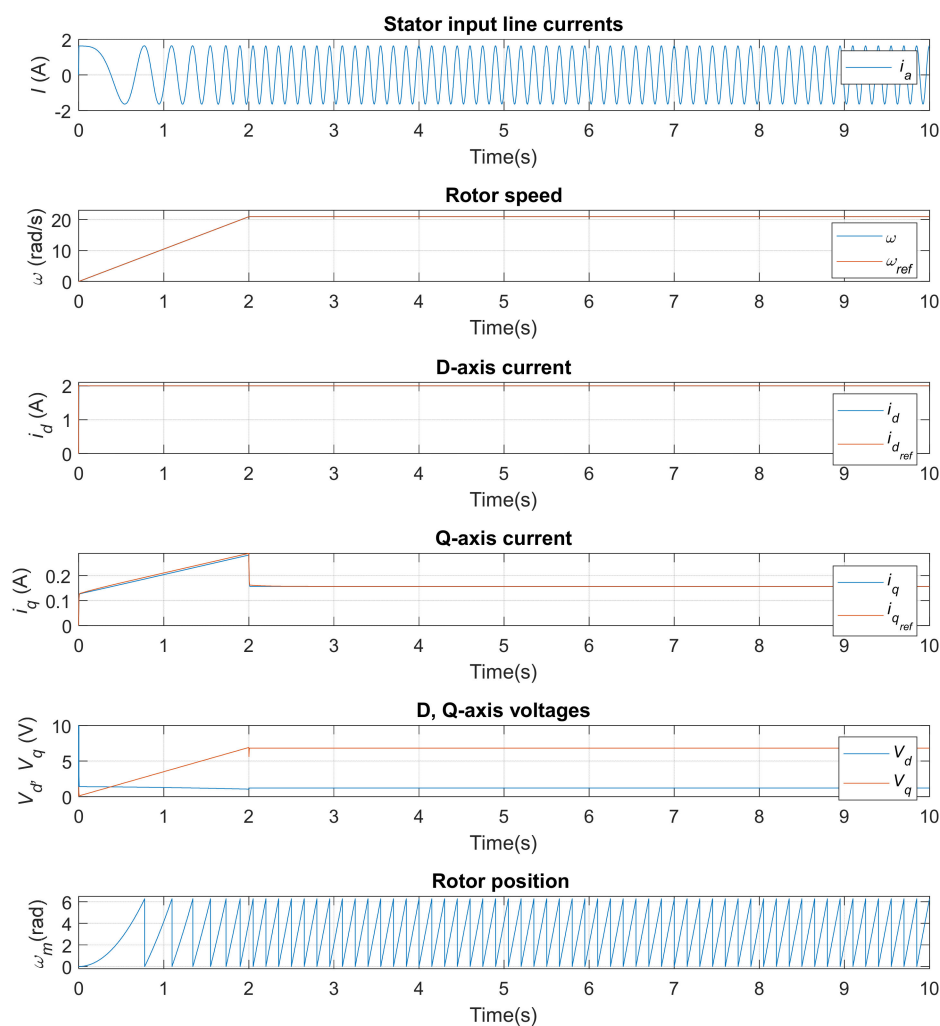 Stator input line currents
I (A)
2
0
-2
i_a
0 1 2 3 4 5 6 7 8 9 10
Time(s)
Rotor speed
ω (rad/s)
20
10
0
ω
ω_ref
0 1 2 3 4 5 6 7 8 9 10
Time(s)
D-axis current
i_d (A)
2
1
0
i_d
i_d_ref
0 1 2 3 4 5 6 7 8 9 10
Time(s)
Q-axis current
i_q (A)
0.2
0.1
0
i_q
i_q_ref
0 1 2 3 4 5 6 7 8 9 10
Time(s)
D, Q-axis voltages
V_d, V_q (V)
10
5
0
V_d
V_q
0 1 2 3 4 5 6 7 8 9 10
Time(s)
Rotor position
ω_m(rad)
6
4
2
0
0 1 2 3 4 5 6 7 8 9 10
Time(s)